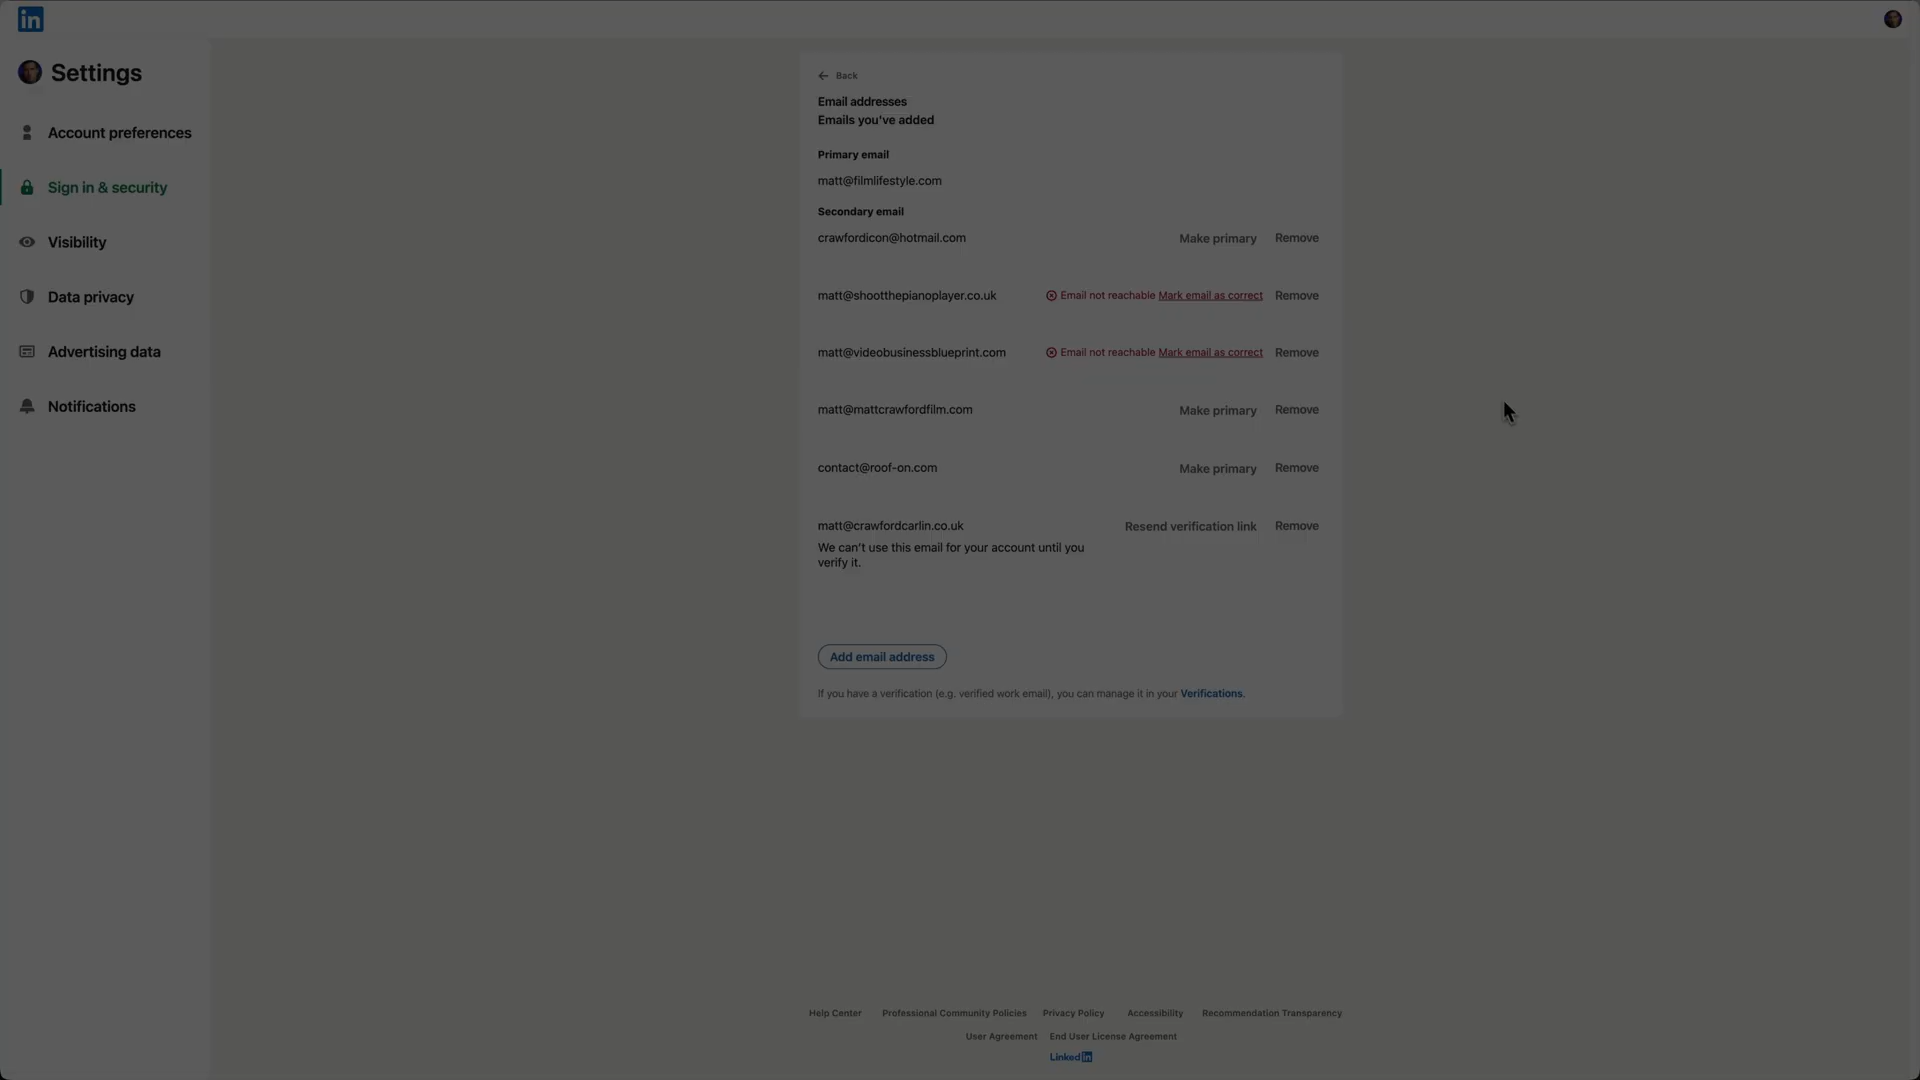 in
Settings
Account preferences
Sign in & security
Visibility
Data privacy
Advertising data
Notifications
Back
Email addresses
Emails you've added
Primary email
matt@filmlifestyle.com
Secondary email
crawfordicon@hotmail.com Make primary Remove
matt@shootthepianoplayer.co.uk Email not reachable Mark email as correct Remove
matt@videobusinessblueprint.com Email not reachable Mark email as correct Remove
matt@mattcrawfordfilm.com Make primary Remove
contact@roof-on.com Make primary Remove
matt@crawfordcarlin.co.uk Resend verification link Remove
We can't use this email for your account until you
verify it.
Add email address
If you have a verification (e.g. verified work email), you can manage it in your Verifications.
Help Center Professional Community Policies Privacy Policy Accessibility Recommendation Transparency
User Agreement End User License Agreement
LinkedIn